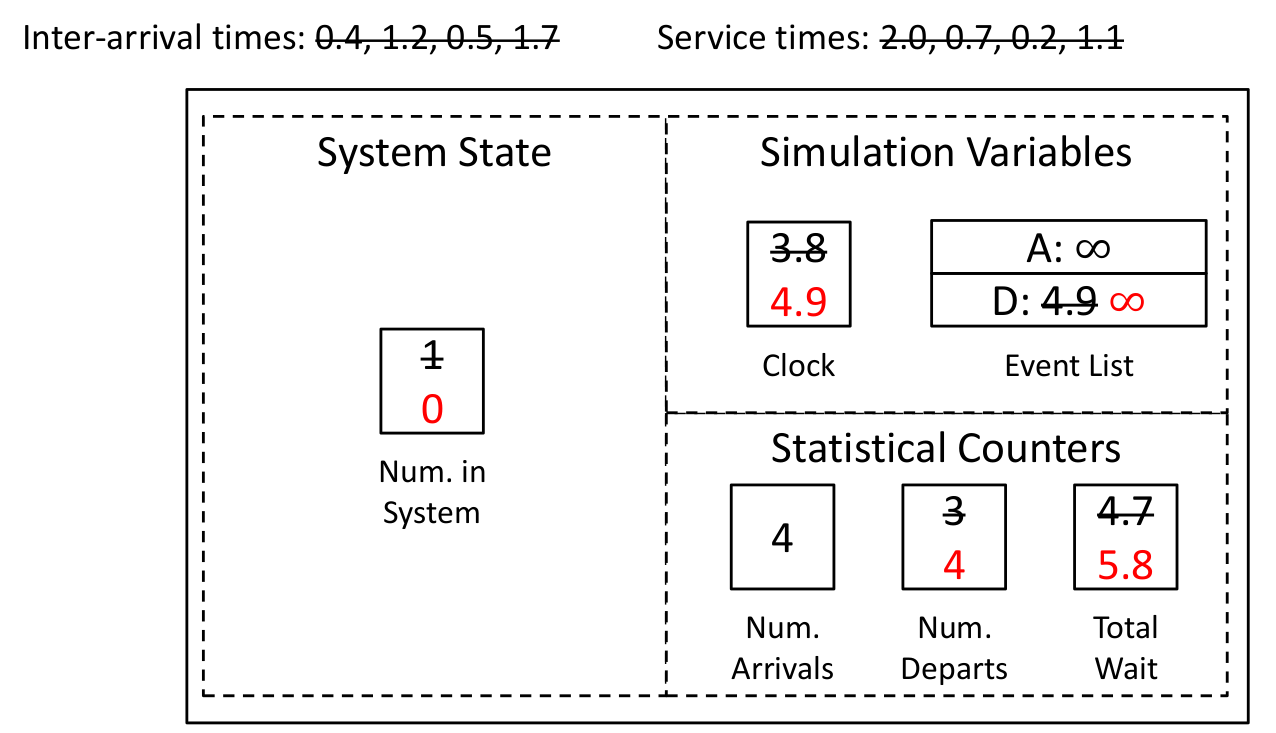 Inter-arrival times: 0.4, 1.2, 0.5, 1.7
Service times: 2.0, 0.7, 0.2, 1.1
System State
1
0
Num. in
System
Simulation Variables
3.8
4.9
Clock
A: ∞
D: 4.9 ∞
Event List
Statistical Counters
4
Num.
Arrivals
3
4
Num.
Departs
4.7
5.8
Total
Wait